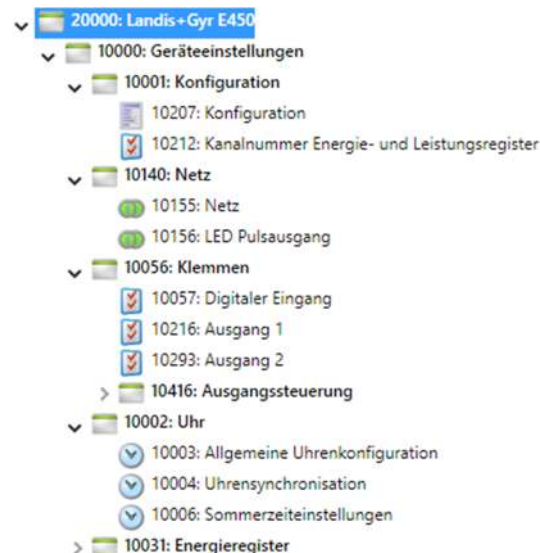 20000: Landis+Gyr E450
10000: Geräteeinstellungen
10001: Konfiguration
10207: Konfiguration
10212: Kanalnummer Energie- und Leistungsregister
10140: Netz
10155: Netz
10156: LED Pulsausgang
10056: Klemmen
10057: Digitaler Eingang
10216: Ausgang 1
10293: Ausgang 2
10416: Ausgangssteuerung
10002: Uhr
10003: Allgemeine Uhrenkonfiguration
10004: Uhrensynchronisation
10006: Sommerzeiteinstellungen
10031: Energieregister